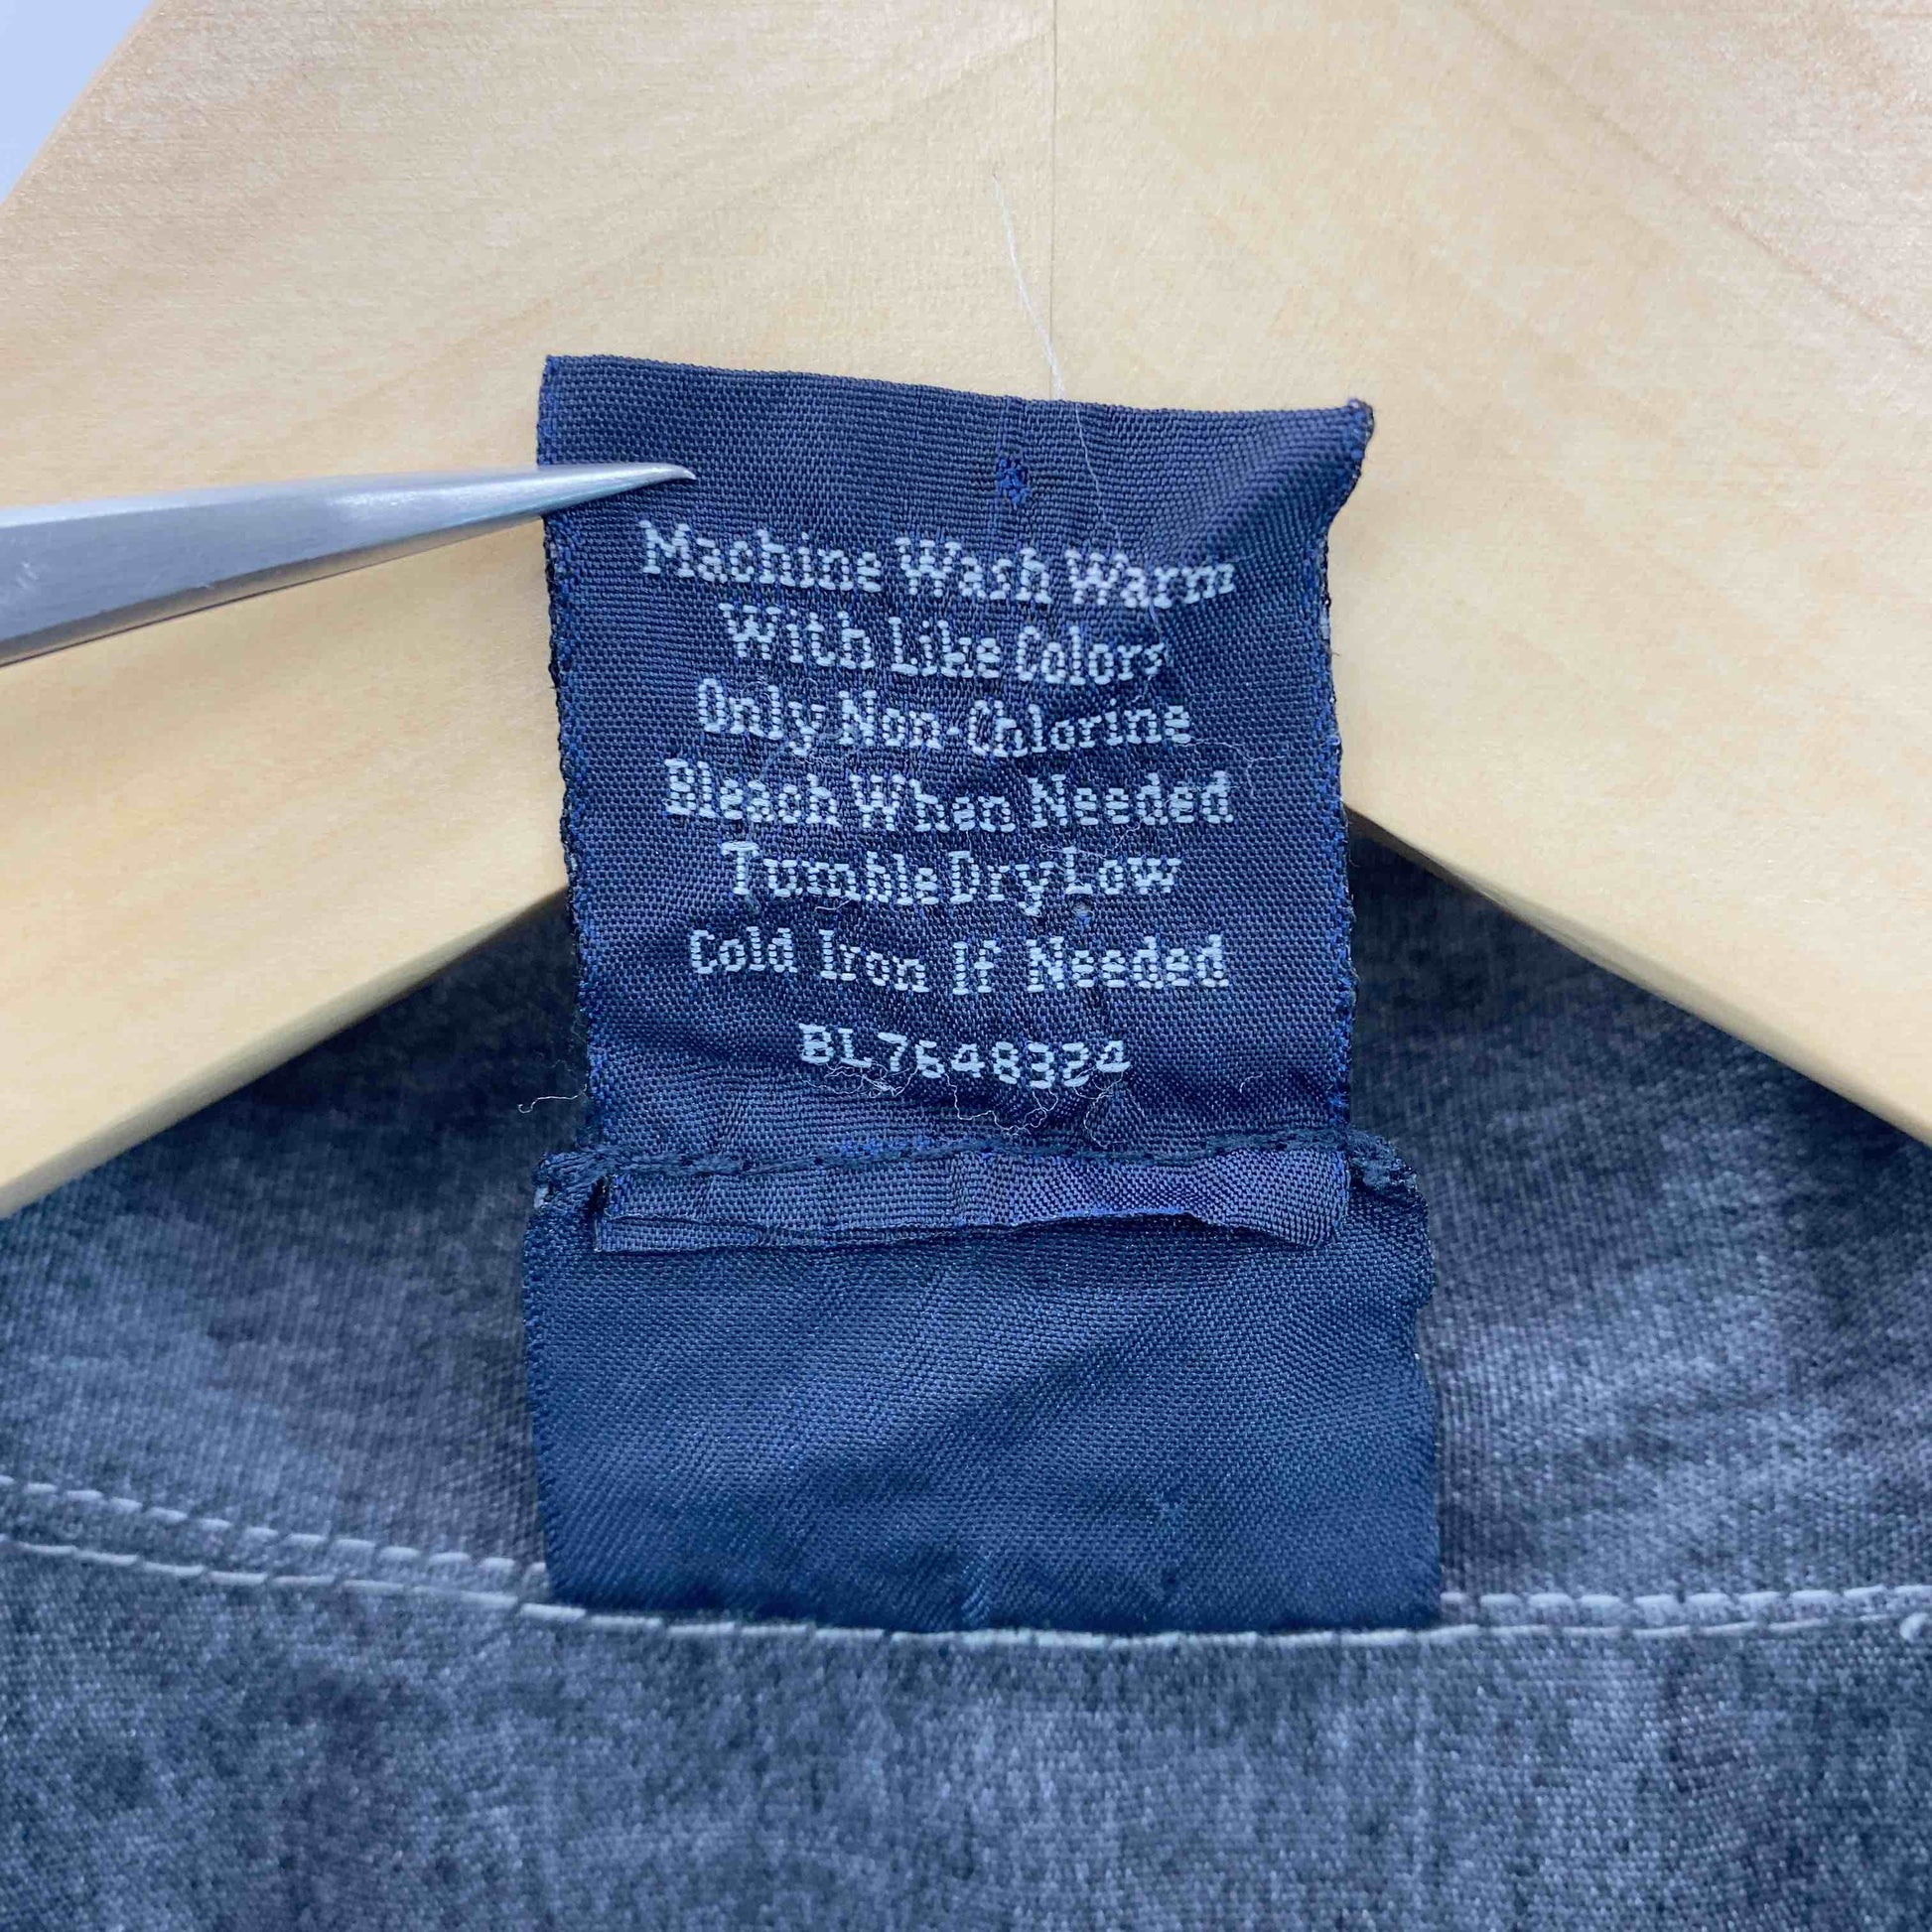 Machine Wash Warm
With Like Colors
Only Non-Chlorine
Bleach When Needed
Tumble Dry Low
Cold Iron If Needed
BL7648324